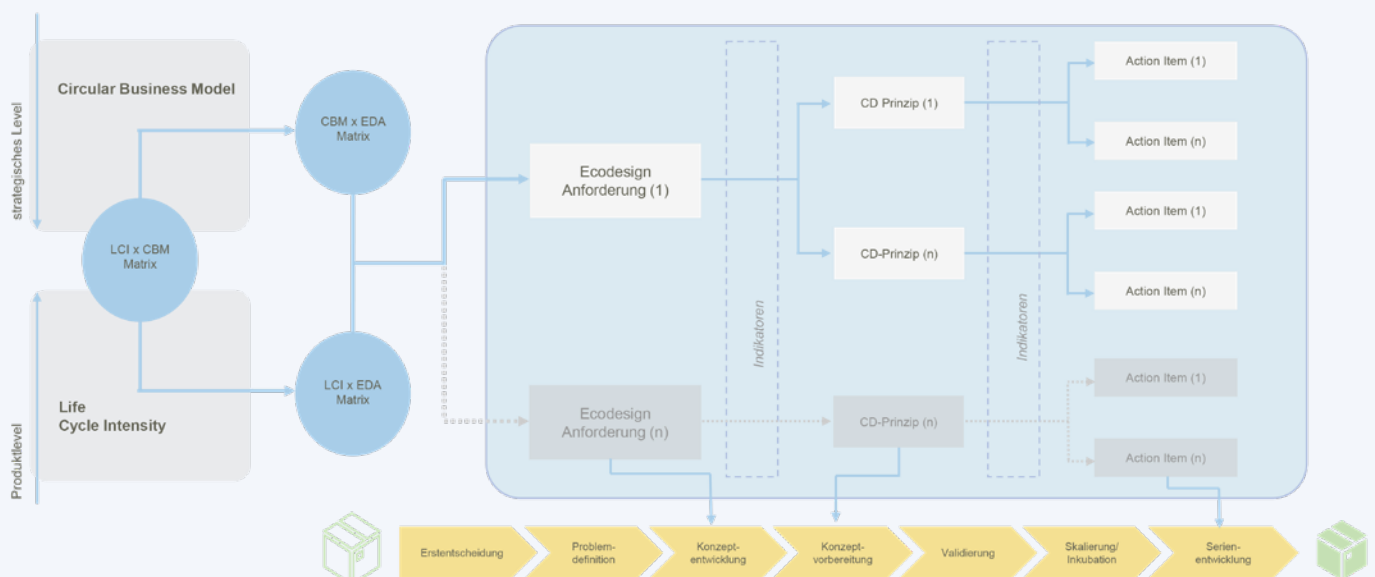 strategisches Level
Produktlevel
Circular Business Model
LCI x CBM
Matrix
Life
Cycle Intensity
CBM x EDA
Matrix
LCI x EDA
Matrix
Ecodesign
Anforderung (1)
Ecodesign
Anforderung (n)
Indikatoren
CD Prinzip (1)
CD-Prinzip (n)
CD-Prinzip (n)
Indikatoren
Action Item (1)
Action Item (n)
Action Item (1)
Action Item (n)
Action Item (1)
Action Item (n)
Erstentscheidung
Problem-
definition
Konzept-
entwicklung
Konzept-
vorbereitung
Validierung
Skalierung/
Inkubation
Serien-
entwicklung